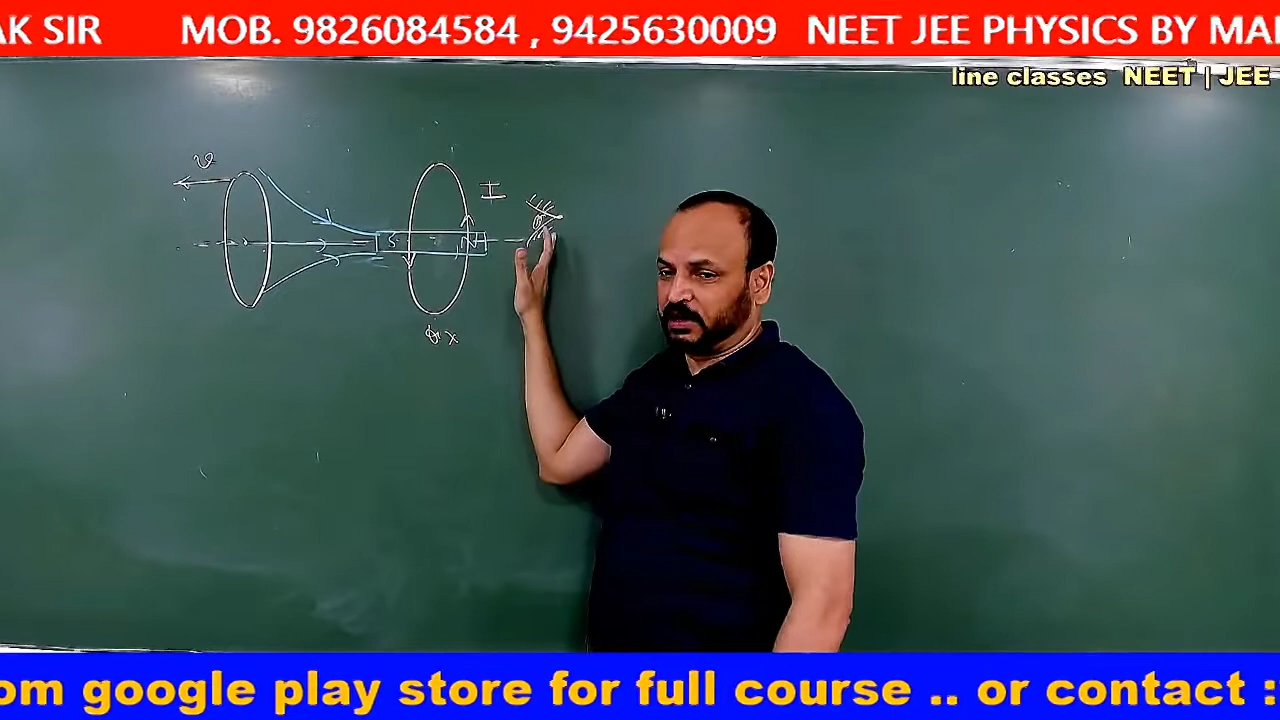 AK SIR MOB. 9826084584 , 9425630009 NEET JEE PHYSICS BY MA
line classes NEET | JEE
v
I
S N
om google play store for full course .. or contact :